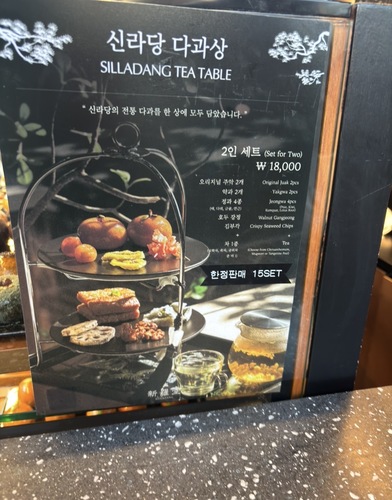 신라당 다과상
SILLADANG TEA TABLE
" 신라당의 전통 다과를 한 상에 모두 담았습니다. "
2인 세트 (Set for Two)
₩ 18,000
오리지널 주악 2개 Original Juak 2pcs
약과 2개 Yakgwa 2pcs
정과 4종 Jeongwa 4pcs
호두 강정 Walnut Gangjeong
김부각 Crispy Seaweed Chips
+ +
차 1종 Tea
한정판매 15SET